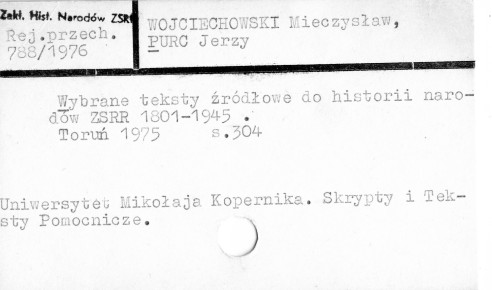 Zakł. Hist. Narodów ZSRR
Rej.przech.
788/1976
WOJCIECHOWSKI Mieczysław,
PURC Jerzy
Wybrane teksty źródłowe do historii naro-
dów ZSRR 1801-1945 .
Toruń 1975 s.304
Uniwersytet Mikołaja Kopernika. Skrypty i Tek-
sty Pomocnicze.